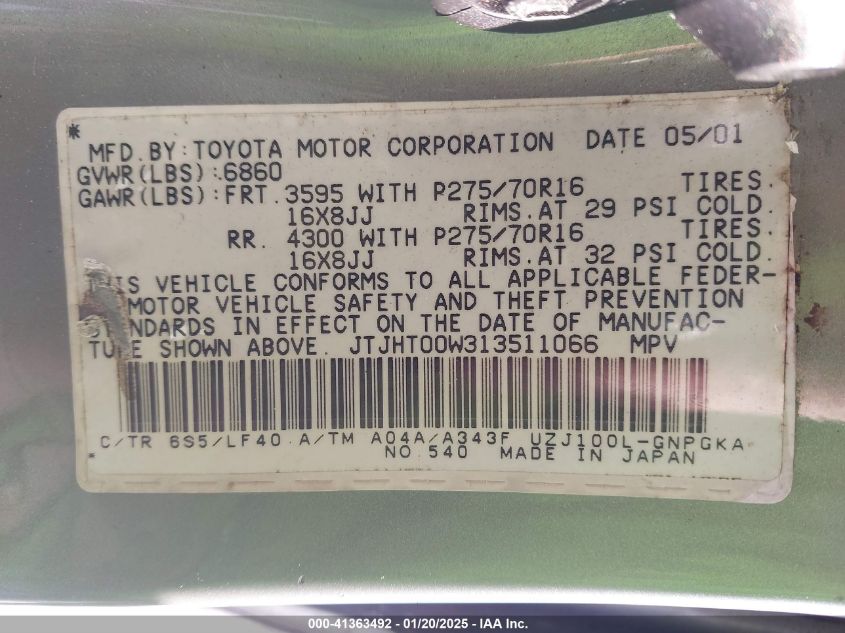 MFD. BY: TOYOTA MOTOR CORPORATION DATE 05/01
GVWR(LBS): 6860
GAWR(LBS): FRT. 3595 WITH P275/70R16 TIRES.
16X8JJ RIMS. AT 29 PSI COLD.
RR. 4300 WITH P275/70R16 TIRES.
16X8JJ RIMS. AT 32 PSI COLD.
VEHICLE CONFORMS TO ALL APPLICABLE FEDER-
MOTOR VEHICLE SAFETY AND THEFT PREVENTION
STANDARDS IN EFFECT ON THE DATE OF MANUFAC-
SHOWN ABOVE. JTJHT00W313511066 MPV
C/TR 6S5/LF40 A/TM A04A/A343F UZJ100L-GNPGKA
NO. 540 MADE IN JAPAN
000-41363492 — 01/20/2025 — IAA Inc.